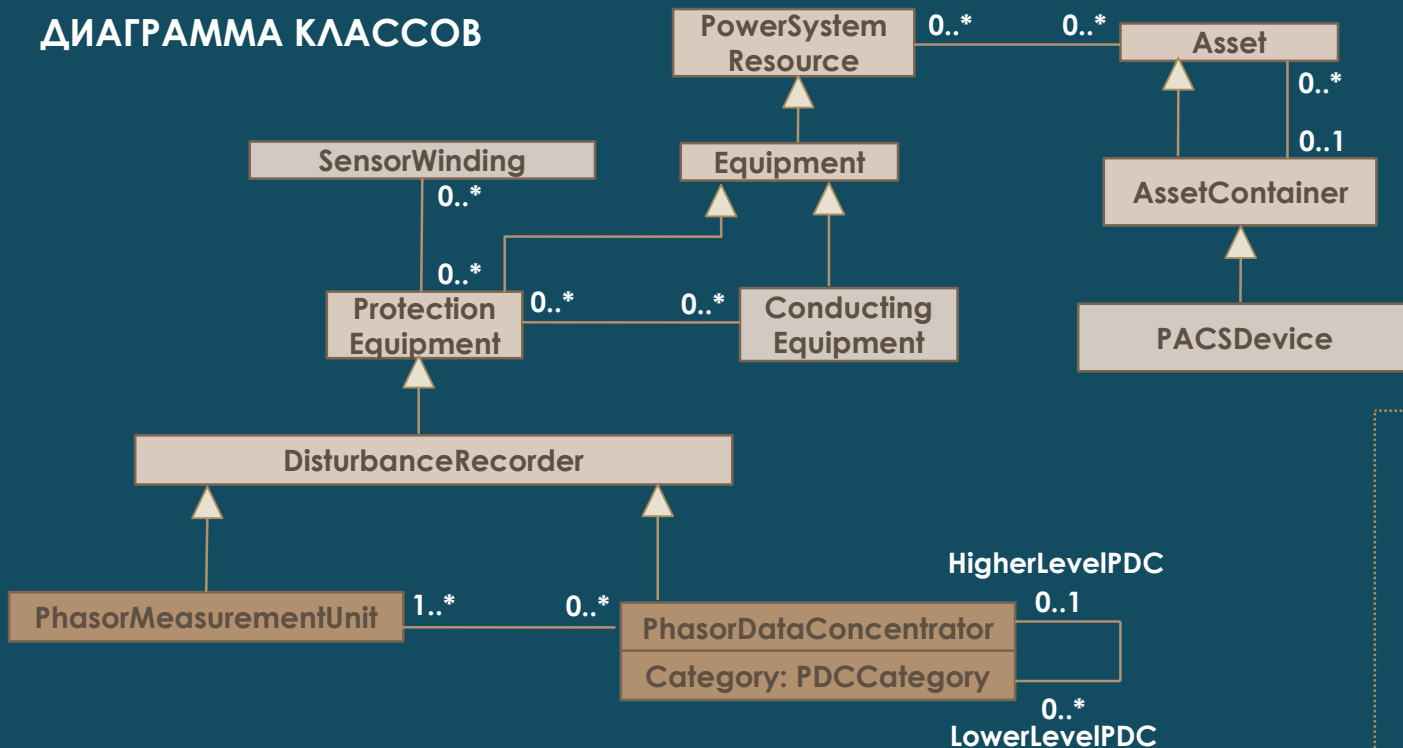 ДИАГРАММА КЛАССОВ
PowerSystem
Resource
0..*
0..*
Asset
0..*
0..1
SensorWinding
Equipment
AssetContainer
0..*
0..*
Protection
Equipment
0..*
0..*
Conducting
Equipment
PACSDevice
DisturbanceRecorder
HigherLevelPDC
0..1
PhasorMeasurementUnit
1..*
0..*
PhasorDataConcentrator
Category: PDCCategory
0..*
LowerLevelPDC